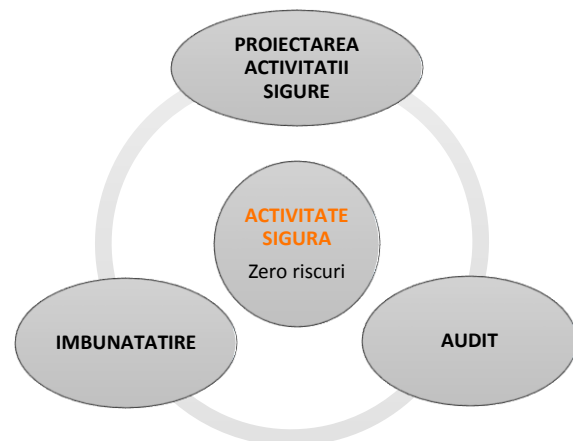 PROIECTAREA
ACTIVITATII
SIGURE
ACTIVITATE
SIGURA
Zero riscuri
IMBUNATATIRE
AUDIT